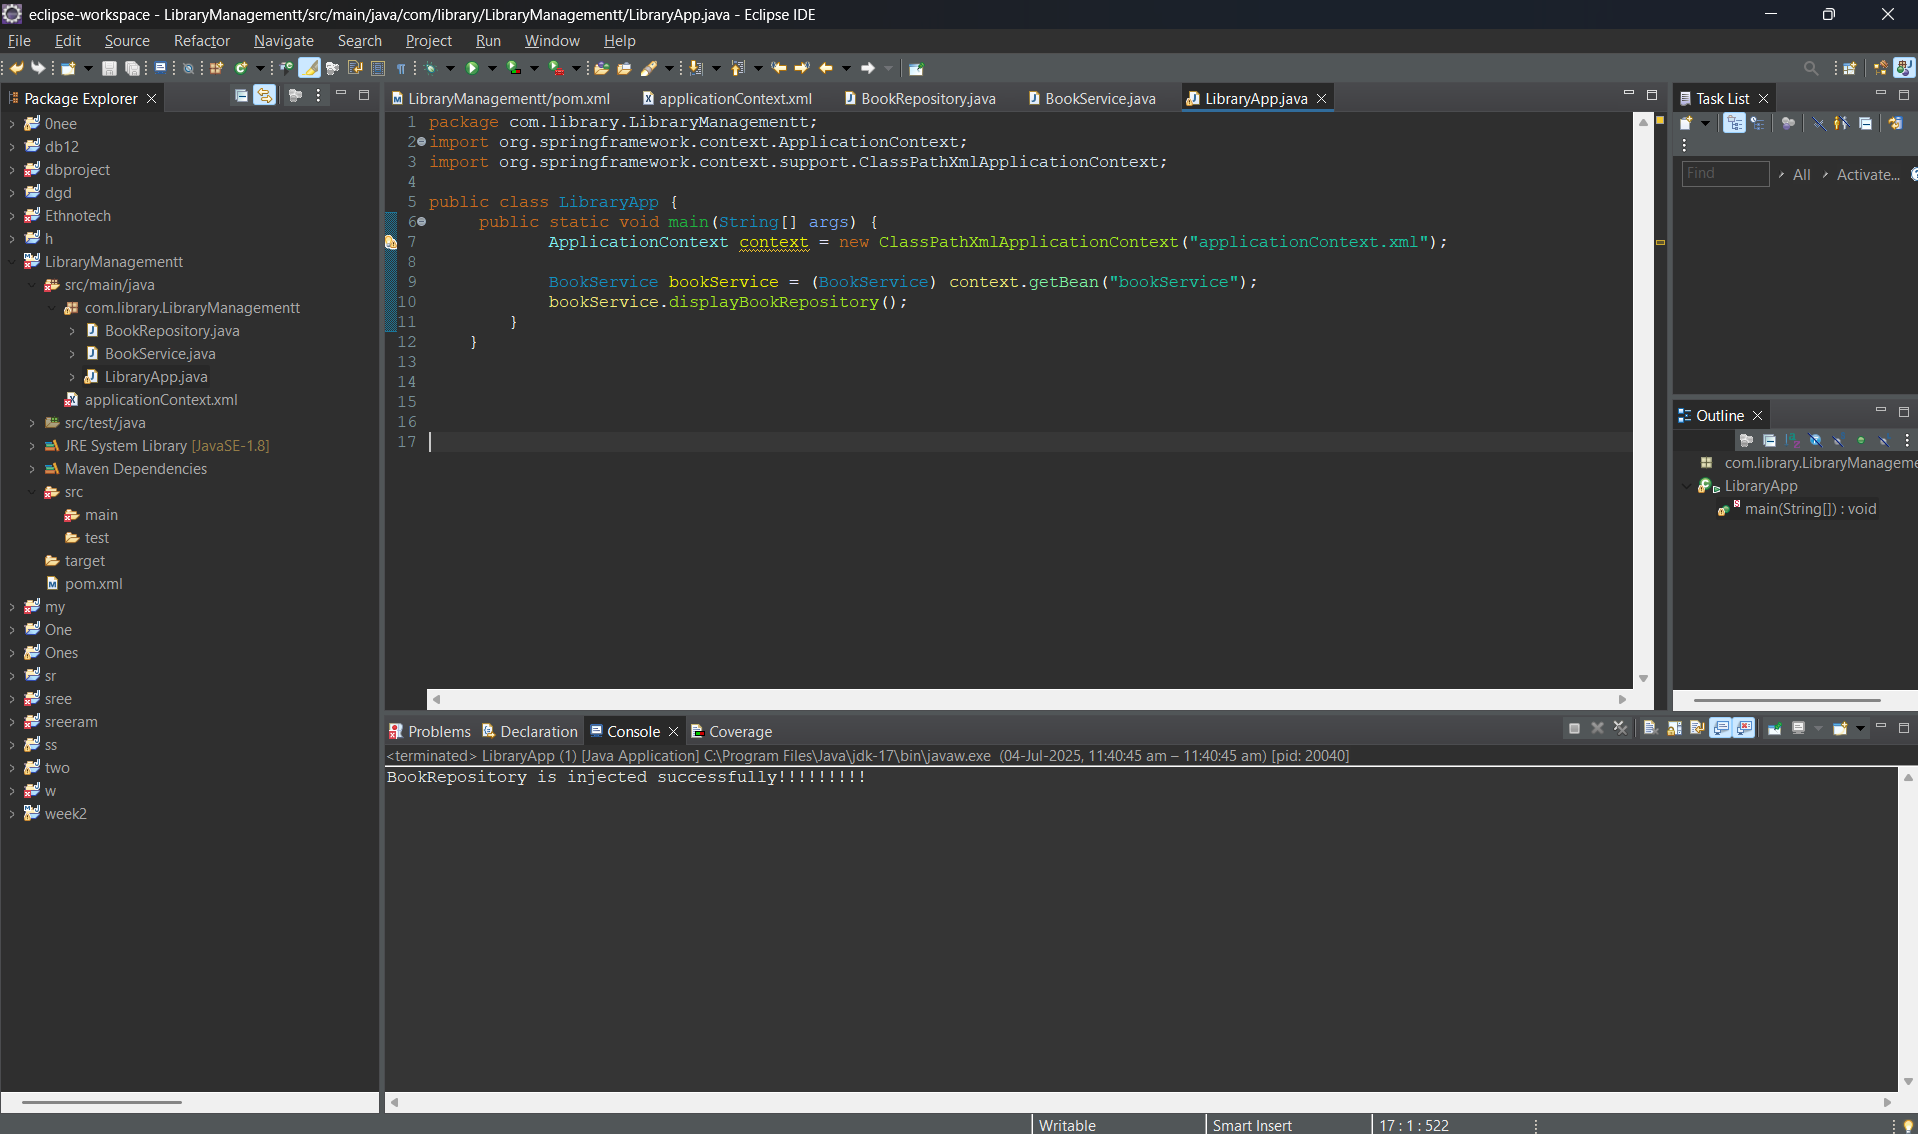 eclipse-workspace - LibraryManagementt/src/main/java/com/library/LibraryManagementt/LibraryApp.java - Eclipse IDE
File Edit Source Refactor Navigate Search Project Run Window Help
Package Explorer
0nee
db12
dbproject
dgd
Ethnotech
h
LibraryManagementt
src/main/java
com.library.LibraryManagementt
BookRepository.java
BookService.java
LibraryApp.java
applicationContext.xml
src/test/java
JRE System Library [JavaSE-1.8]
Maven Dependencies
src
main
test
target
pom.xml
my
One
Ones
sr
sree
sreeram
ss
two
w
week2
LibraryManagementt/pom.xml applicationContext.xml BookRepository.java BookService.java LibraryApp.java
1 package com.library.LibraryManagementt;
2 import org.springframework.context.ApplicationContext;
3 import org.springframework.context.support.ClassPathXmlApplicationContext;
4
5 public class LibraryApp {
6 public static void main(String[] args) {
7 ApplicationContext context = new ClassPathXmlApplicationContext("applicationContext.xml");
8
9 BookService bookService = (BookService) context.getBean("bookService");
10 bookService.displayBookRepository();
11 }
12 }
13
14
15
16
17
Task List
Find All Activate...
Outline
com.library.LibraryManageme
LibraryApp
main(String[]) : void
Problems Declaration Console Coverage
<terminated> LibraryApp (1) [Java Application] C:\Program Files\Java\jdk-17\bin\javaw.exe (04-Jul-2025, 11:40:45 am – 11:40:45 am) [pid: 20040]
BookRepository is injected successfully!!!!!!!!!
Writable Smart Insert 17 : 1 : 522